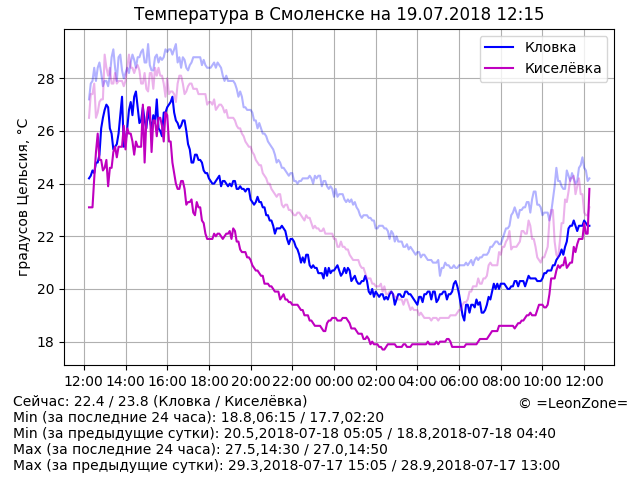 Температура в Смоленске на 19.07.2018 12:15
Кловка
Киселёвка
градусов Цельсия, °C
28
26
24
22
20
18
12:00 14:00 16:00 18:00 20:00 22:00 00:00 02:00 04:00 06:00 08:00 10:00 12:00
Сейчас: 22.4 / 23.8 (Кловка / Киселёвка)
© =LeonZone=
Min (за последние 24 часа): 18.8,06:15 / 17.7,02:20
Min (за предыдущие сутки): 20.5,2018-07-18 05:05 / 18.8,2018-07-18 04:40
Max (за последние 24 часа): 27.5,14:30 / 27.0,14:50
Max (за предыдущие сутки): 29.3,2018-07-17 15:05 / 28.9,2018-07-17 13:00